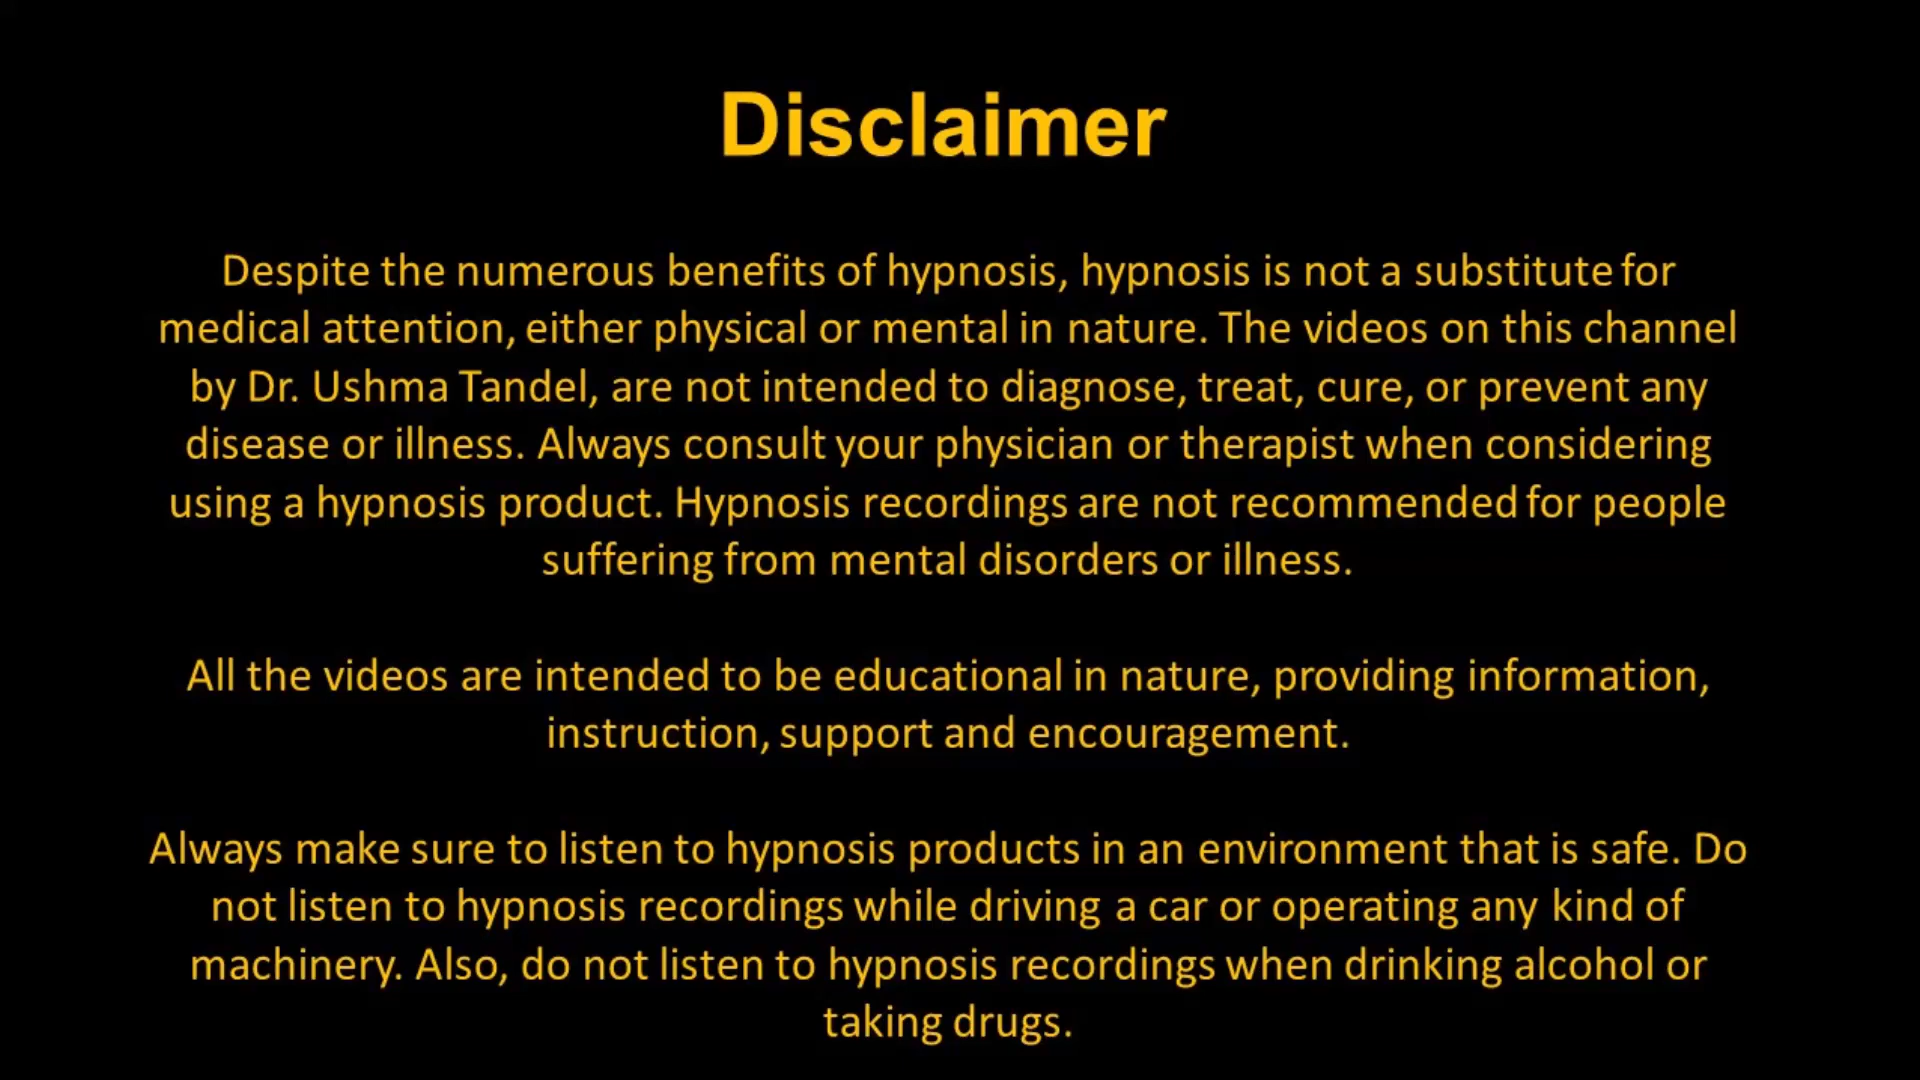 Disclaimer
Despite the numerous benefits of hypnosis, hypnosis is not a substitute for
medical attention, either physical or mental in nature. The videos on this channel
by Dr. Ushma Tandel, are not intended to diagnose, treat, cure, or prevent any
disease or illness. Always consult your physician or therapist when considering
using a hypnosis product. Hypnosis recordings are not recommended for people
suffering from mental disorders or illness.
All the videos are intended to be educational in nature, providing information,
instruction, support and encouragement.
Always make sure to listen to hypnosis products in an environment that is safe. Do
not listen to hypnosis recordings while driving a car or operating any kind of
machinery. Also, do not listen to hypnosis recordings when drinking alcohol or
taking drugs.